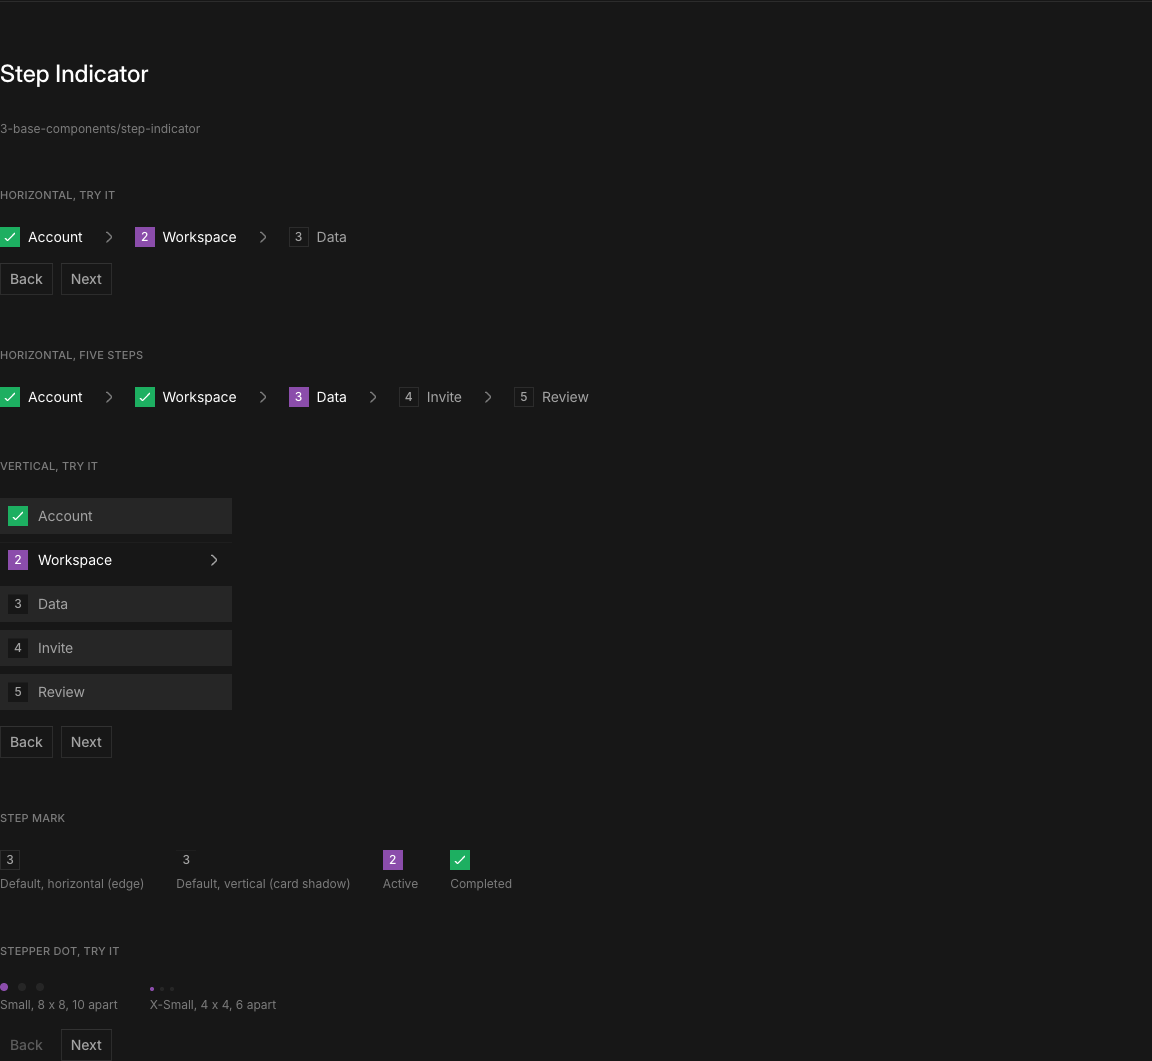 Step Indicator
3-base-components/step-indicator
HORIZONTAL, TRY IT
Account 2 Workspace 3 Data
Back Next
HORIZONTAL, FIVE STEPS
Account Workspace 3 Data 4 Invite 5 Review
VERTICAL, TRY IT
Account
2 Workspace
3 Data
4 Invite
5 Review
Back Next
STEP MARK
3 3 2
Default, horizontal (edge) Default, vertical (card shadow) Active Completed
STEPPER DOT, TRY IT
Small, 8 x 8, 10 apart X-Small, 4 x 4, 6 apart
Back Next